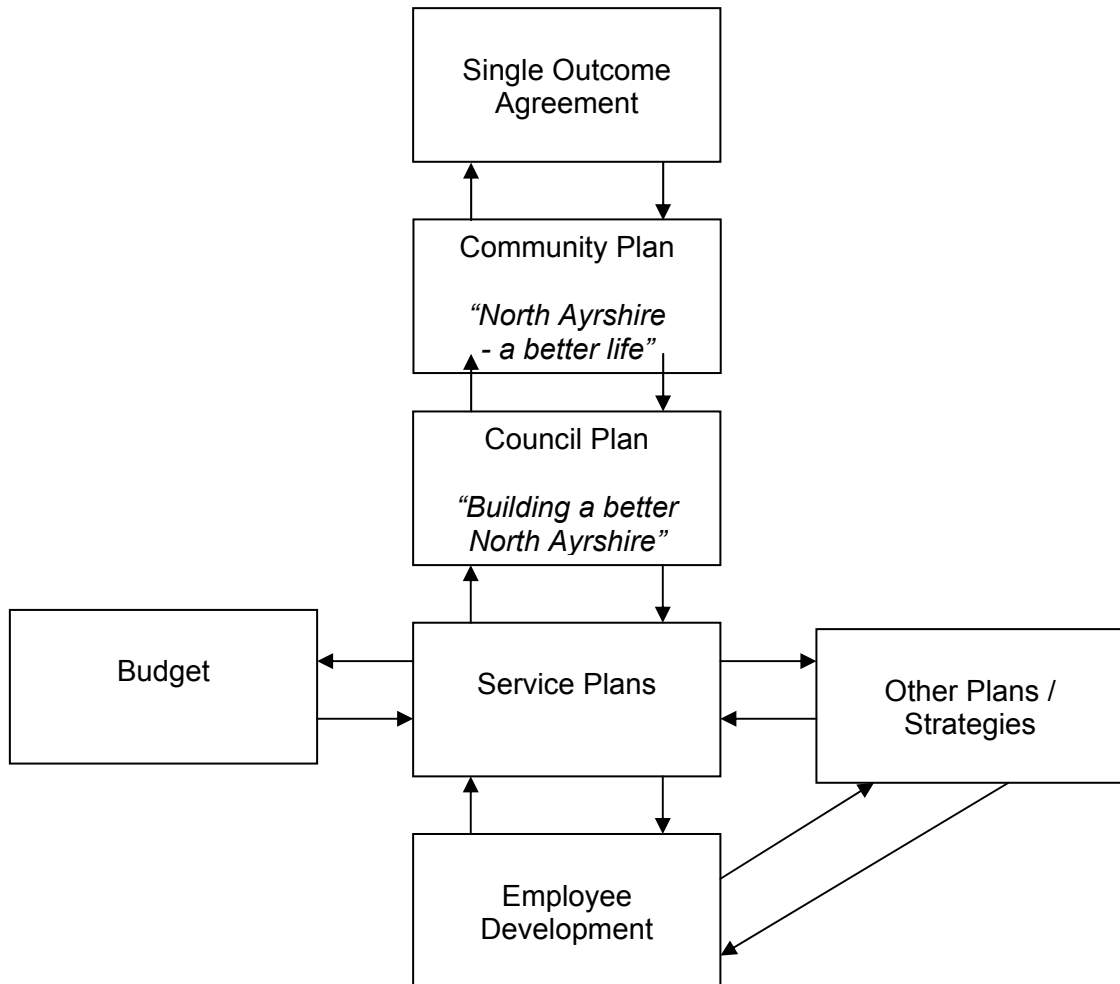 Single Outcome
Agreement
Community Plan
“North Ayrshire
- a better life”
Council Plan
“Building a better
North Ayrshire”
Budget
Service Plans
Other Plans /
Strategies
Employee
Development